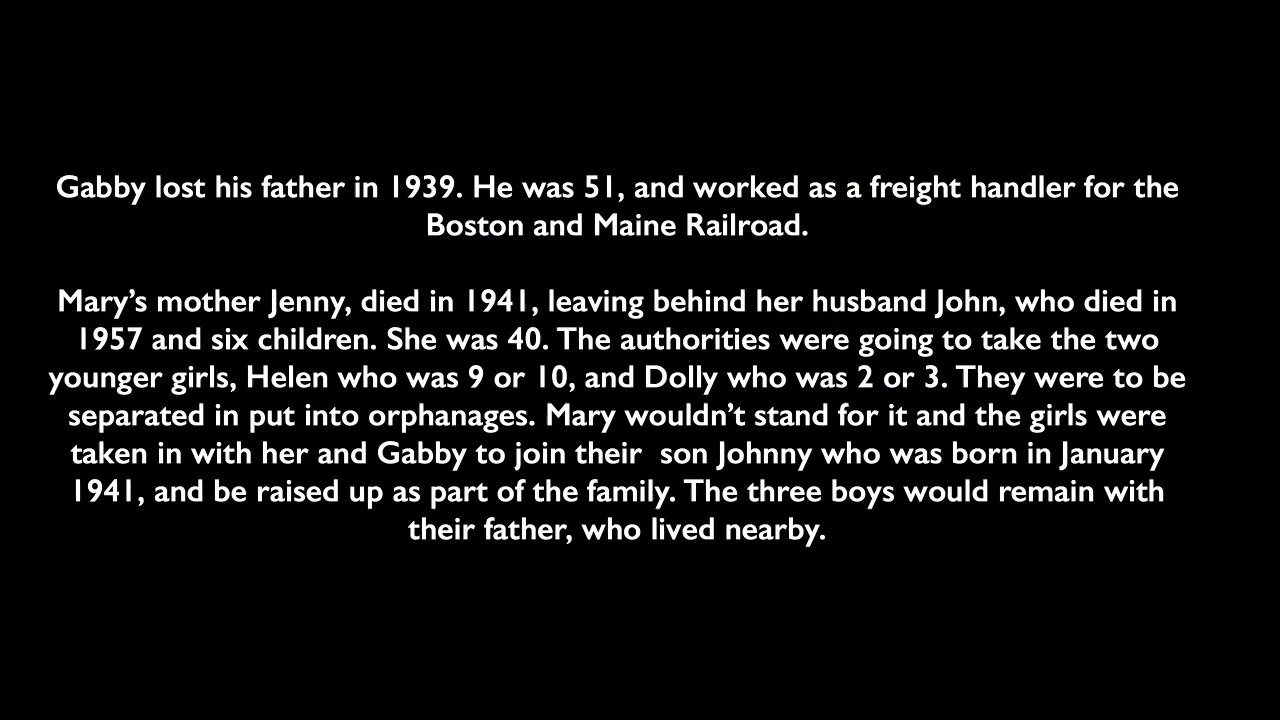 Gabby lost his father in 1939. He was 51, and worked as a freight handler for the
Boston and Maine Railroad.
Mary’s mother Jenny, died in 1941, leaving behind her husband John, who died in
1957 and six children. She was 40. The authorities were going to take the two
younger girls, Helen who was 9 or 10, and Dolly who was 2 or 3. They were to be
separated in put into orphanages. Mary wouldn’t stand for it and the girls were
taken in with her and Gabby to join their  son Johnny who was born in January
1941, and be raised up as part of the family. The three boys would remain with
their father, who lived nearby.